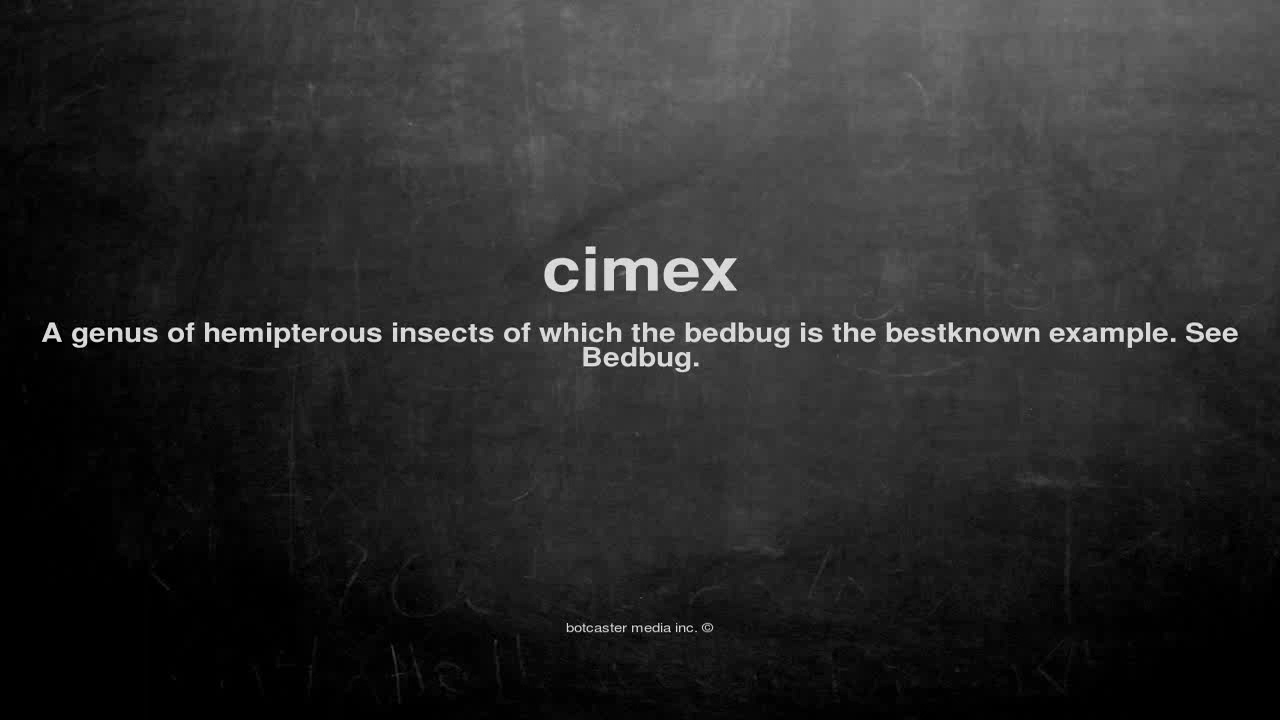 cimex
A genus of hemipterous insects of which the bedbug is the bestknown example. See
Bedbug.
botcaster media inc. ©